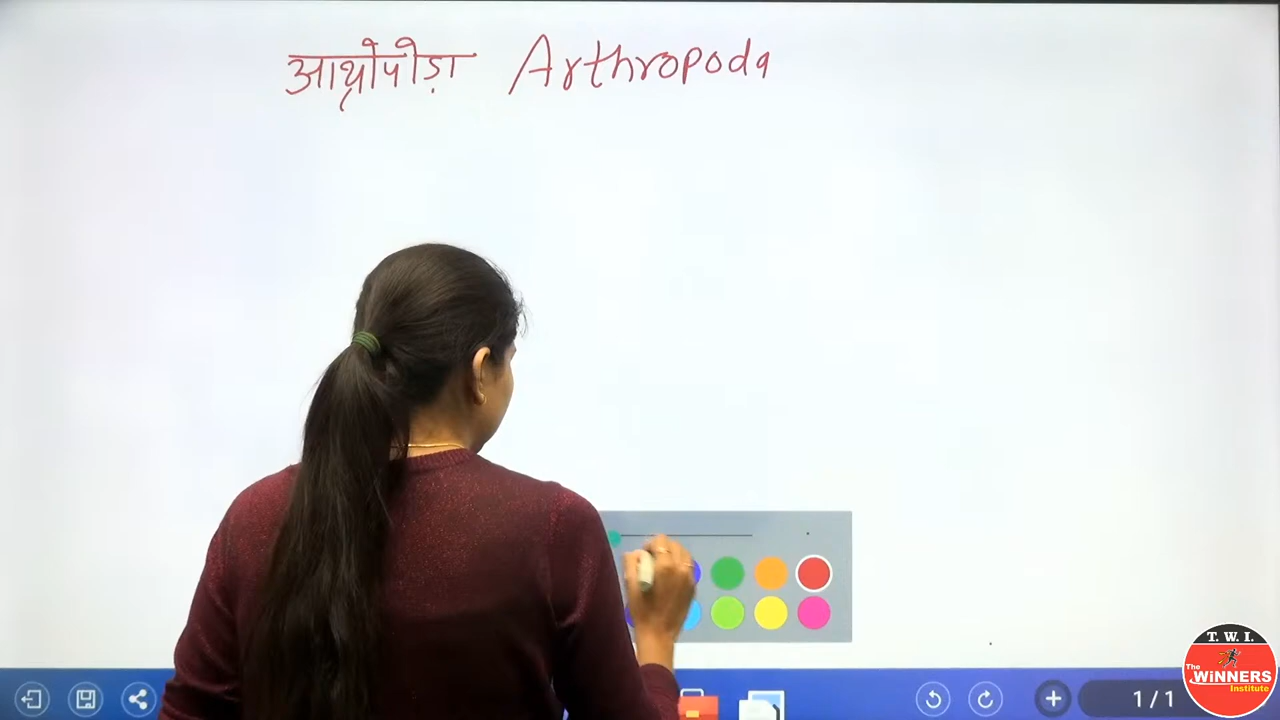 आर्थ्रोपोड़ा Arthropoda
1/1
T. W. I.
The
WiNNERS
Institute